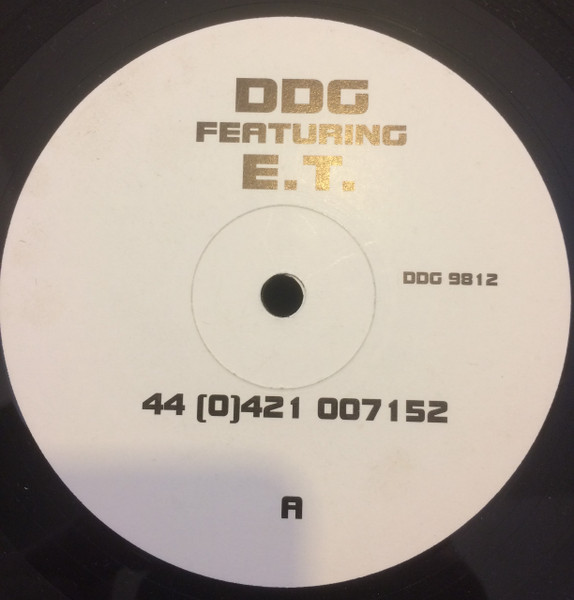 DDG
FEATURING
E.T.
DDG 9812
44 (0)421 007152
A